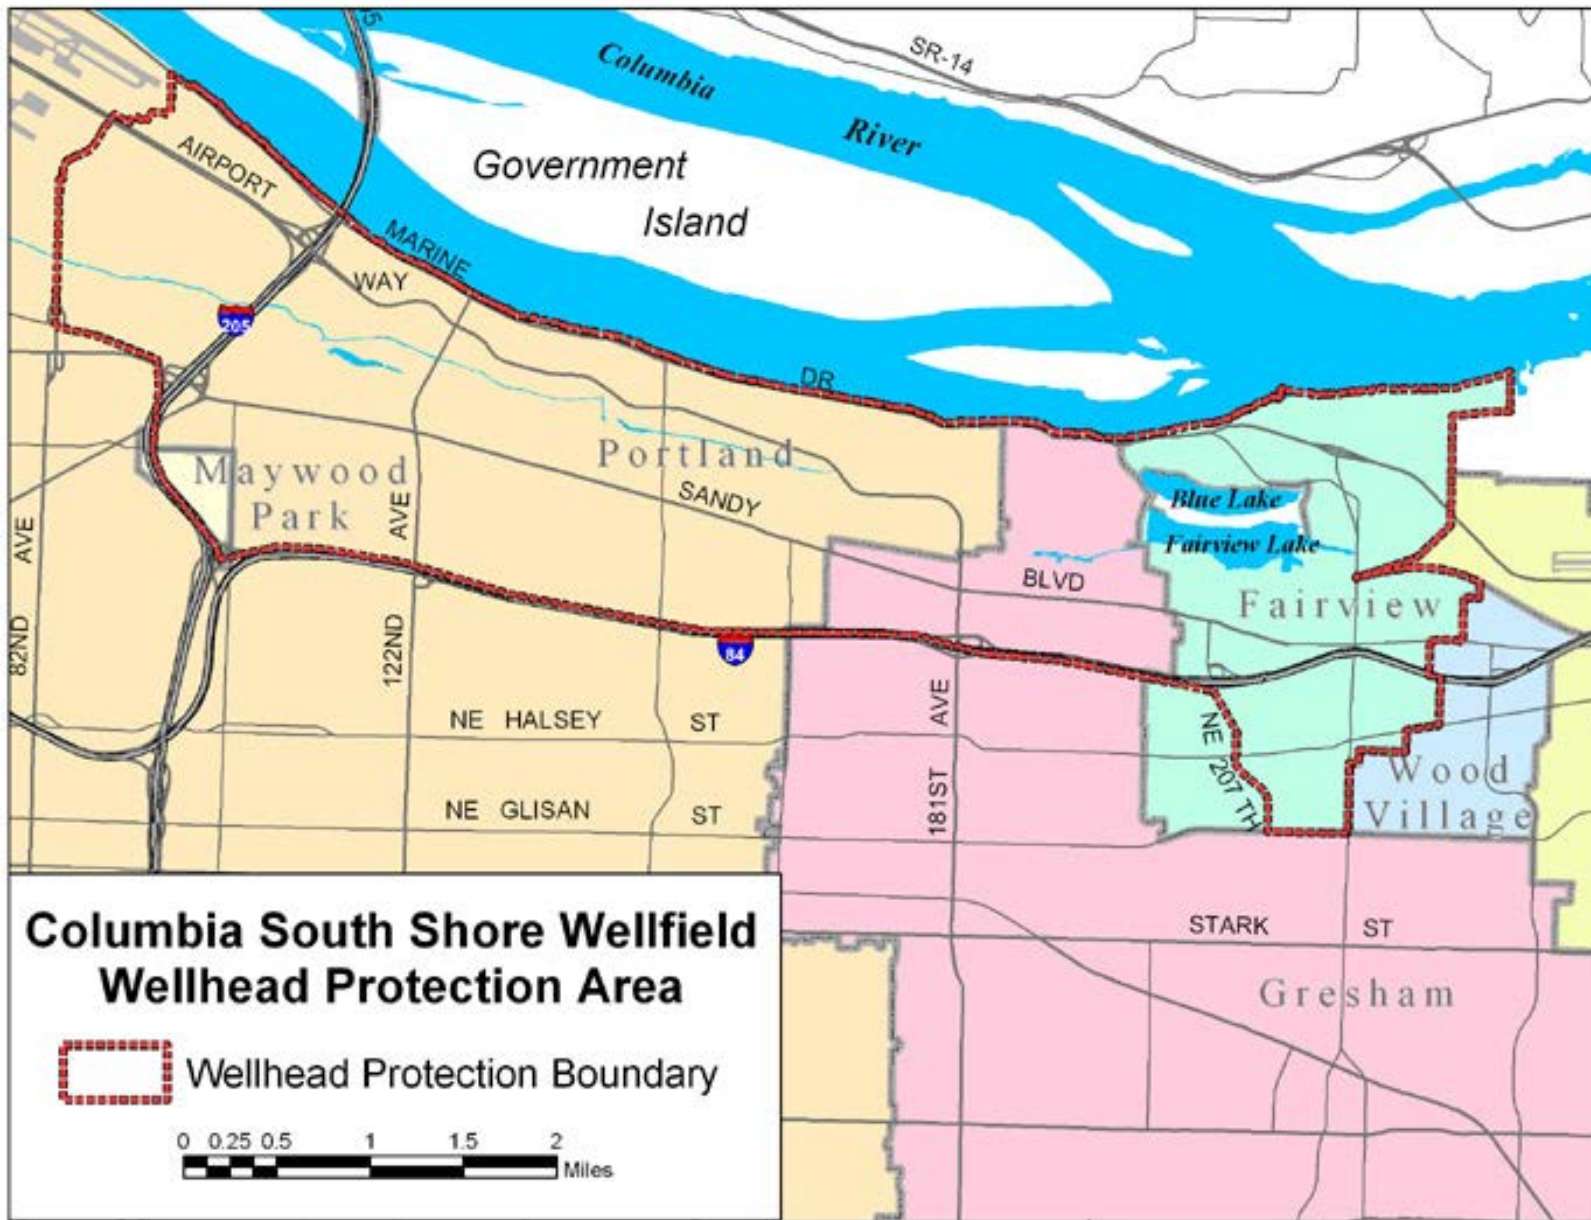 SR-14
Columbia
River
Government
Island
AIRPORT
WAY
MARINE
DR
205
Maywood
Park
Portland
SANDY
BLVD
Blue Lake
Fairview Lake
Fairview
82ND
AVE
122ND
AVE
84
181ST
AVE
NE HALSEY ST
NE GLISAN ST
NE 207 TH
Wood
Village
STARK ST
Gresham
Columbia South Shore Wellfield
Wellhead Protection Area
Wellhead Protection Boundary
0 0.25 0.5 1 1.5 2
Miles